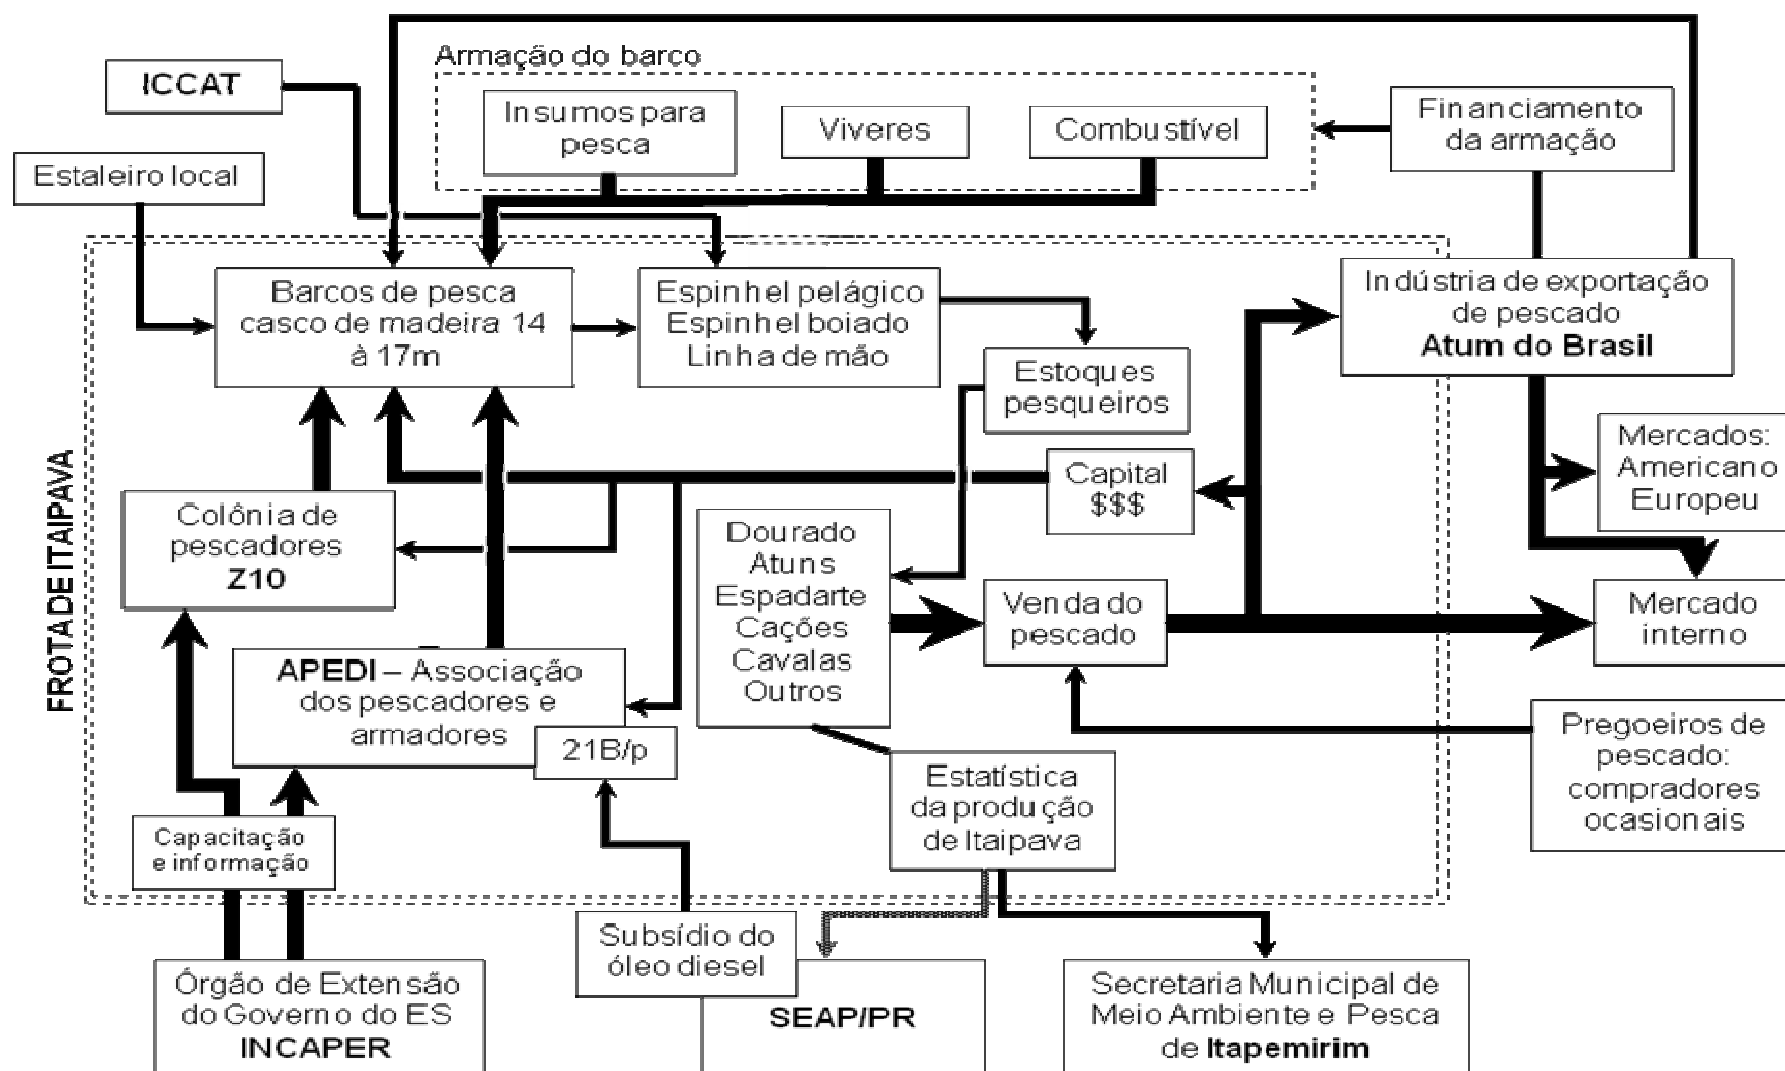 Armação do barco
ICCAT
Insumos para
pesca
Viveres
Combustível
Financiamento
da armação
Estaleiro local
Barcos de pesca
casco de madeira 14
à 17m
Espinhel pelágico
Espinhel boiado
Linha de mão
Indústria de exportação
de pescado
Atum do Brasil
Estoques
pesqueiros
Mercados:
Americano
Europeu
Capital
$$$
FROTA DE ITAIPAVA
Colônia de
pescadores
Z10
Dourado
Atuns
Espadarte
Cações
Cavalas
Outros
Venda do
pescado
Mercado
interno
APEDI – Associação
dos pescadores e
armadores
21B/p
Pregoeiros de
pescado:
compradores
ocasionais
Estatística
da produção
de Itaipava
Capacitação
e informação
Subsídio do
óleo diesel
Órgão de Extensão
do Governo do ES
INCAPER
SEAP/PR
Secretaria Municipal de
Meio Ambiente e Pesca
de Itapemirim